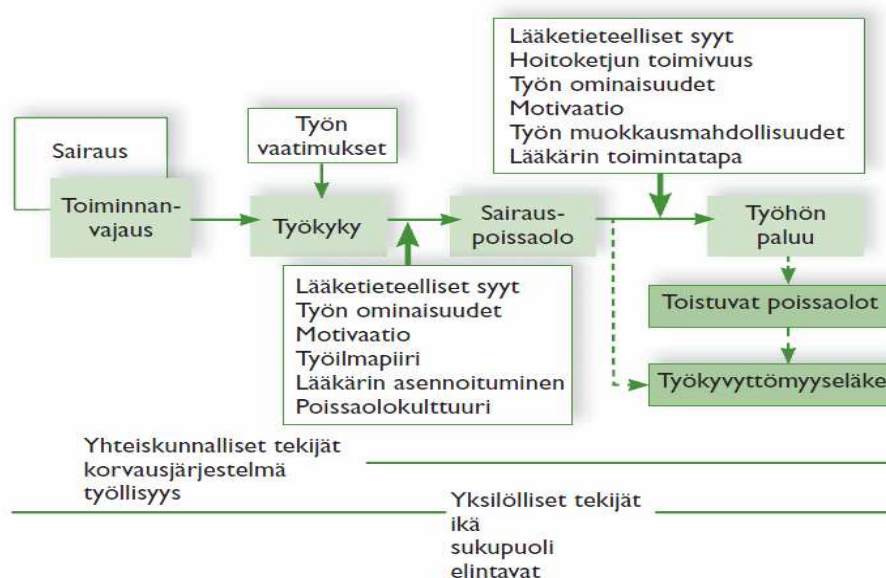 Lääketieteelliset syyt
Hoitoketjun toimivuus
Työn ominaisuudet
Motivaatio
Työn muokkausmahdollisuudet
Lääkärin toimintatapa
Työn
vaatimukset
Sairaus
Toiminnan-
vajaus
Työkyky
Sairaus-
poissaolo
Työhön
paluu
Lääketieteelliset syyt
Työn ominaisuudet
Motivaatio
Työilmapiiri
Lääkärin asennoituminen
Poissaolokulttuuri
Toistuvat poissaolot
Työkyvyttömyyseläke
Yhteiskunnalliset tekijät
korvausjärjestelmä
työllisyys
Yksilölliset tekijät
ikä
sukupuoli
elintavat